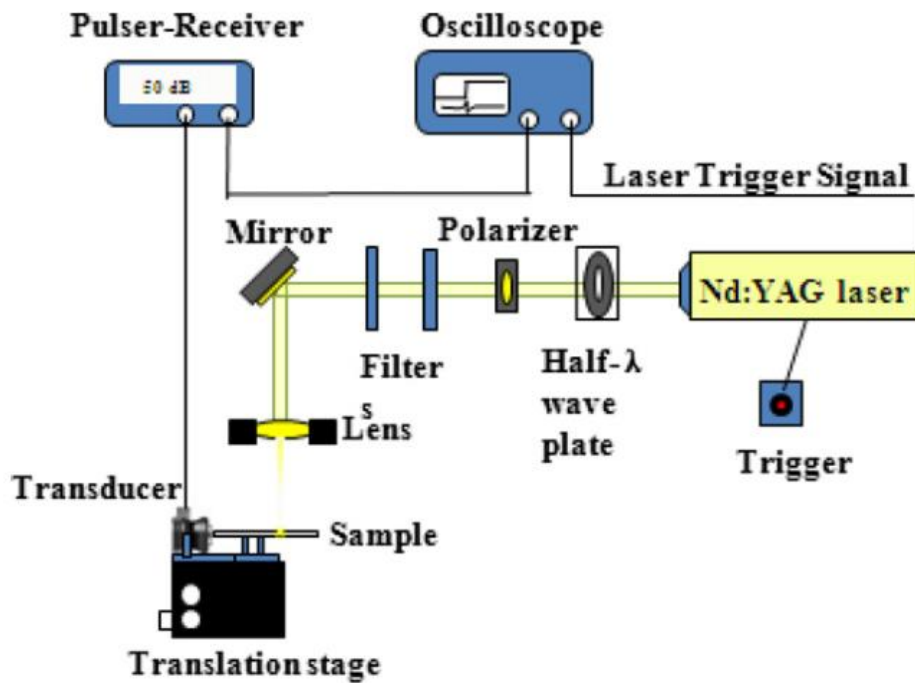 Pulser-Receiver
Oscilloscope
50 dB
Laser Trigger Signal
Mirror
Polarizer
Nd:YAG laser
Filter
s
Half-λ
wave
plate
Lens
Trigger
Transducer
Sample
Translation stage